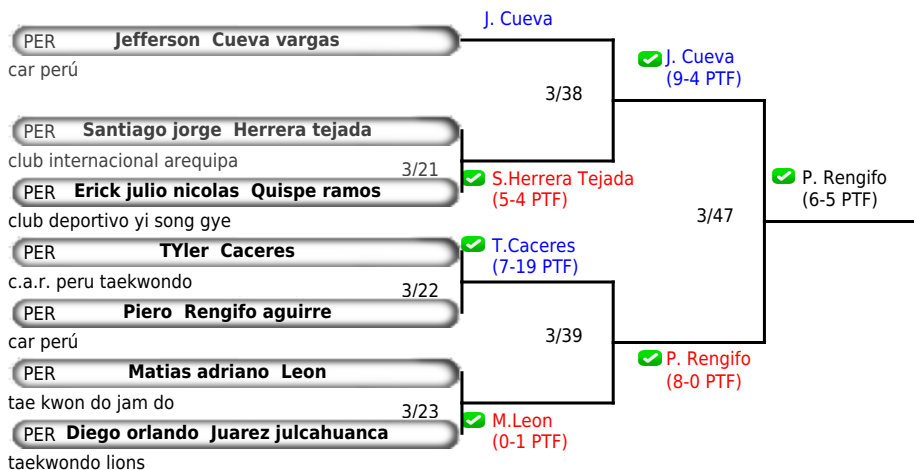 J. Cueva
PER Jefferson Cueva vargas
car perú
J. Cueva
(9-4 PTF)
3/38
PER Santiago jorge Herrera tejada
club internacional arequipa
3/21
PER Erick julio nicolas Quispe ramos
club deportivo yi song gye
S.Herrera Tejada
(5-4 PTF)
P. Rengifo
(6-5 PTF)
3/47
PER TYler Caceres
c.a.r. peru taekwondo
T.Caceres
(7-19 PTF)
3/22
PER Piero Rengifo aguirre
car perú
3/39
P. Rengifo
(8-0 PTF)
PER Matias adriano Leon
tae kwon do jam do
3/23
PER Diego orlando Juarez julcahuanca
taekwondo lions
M.Leon
(0-1 PTF)